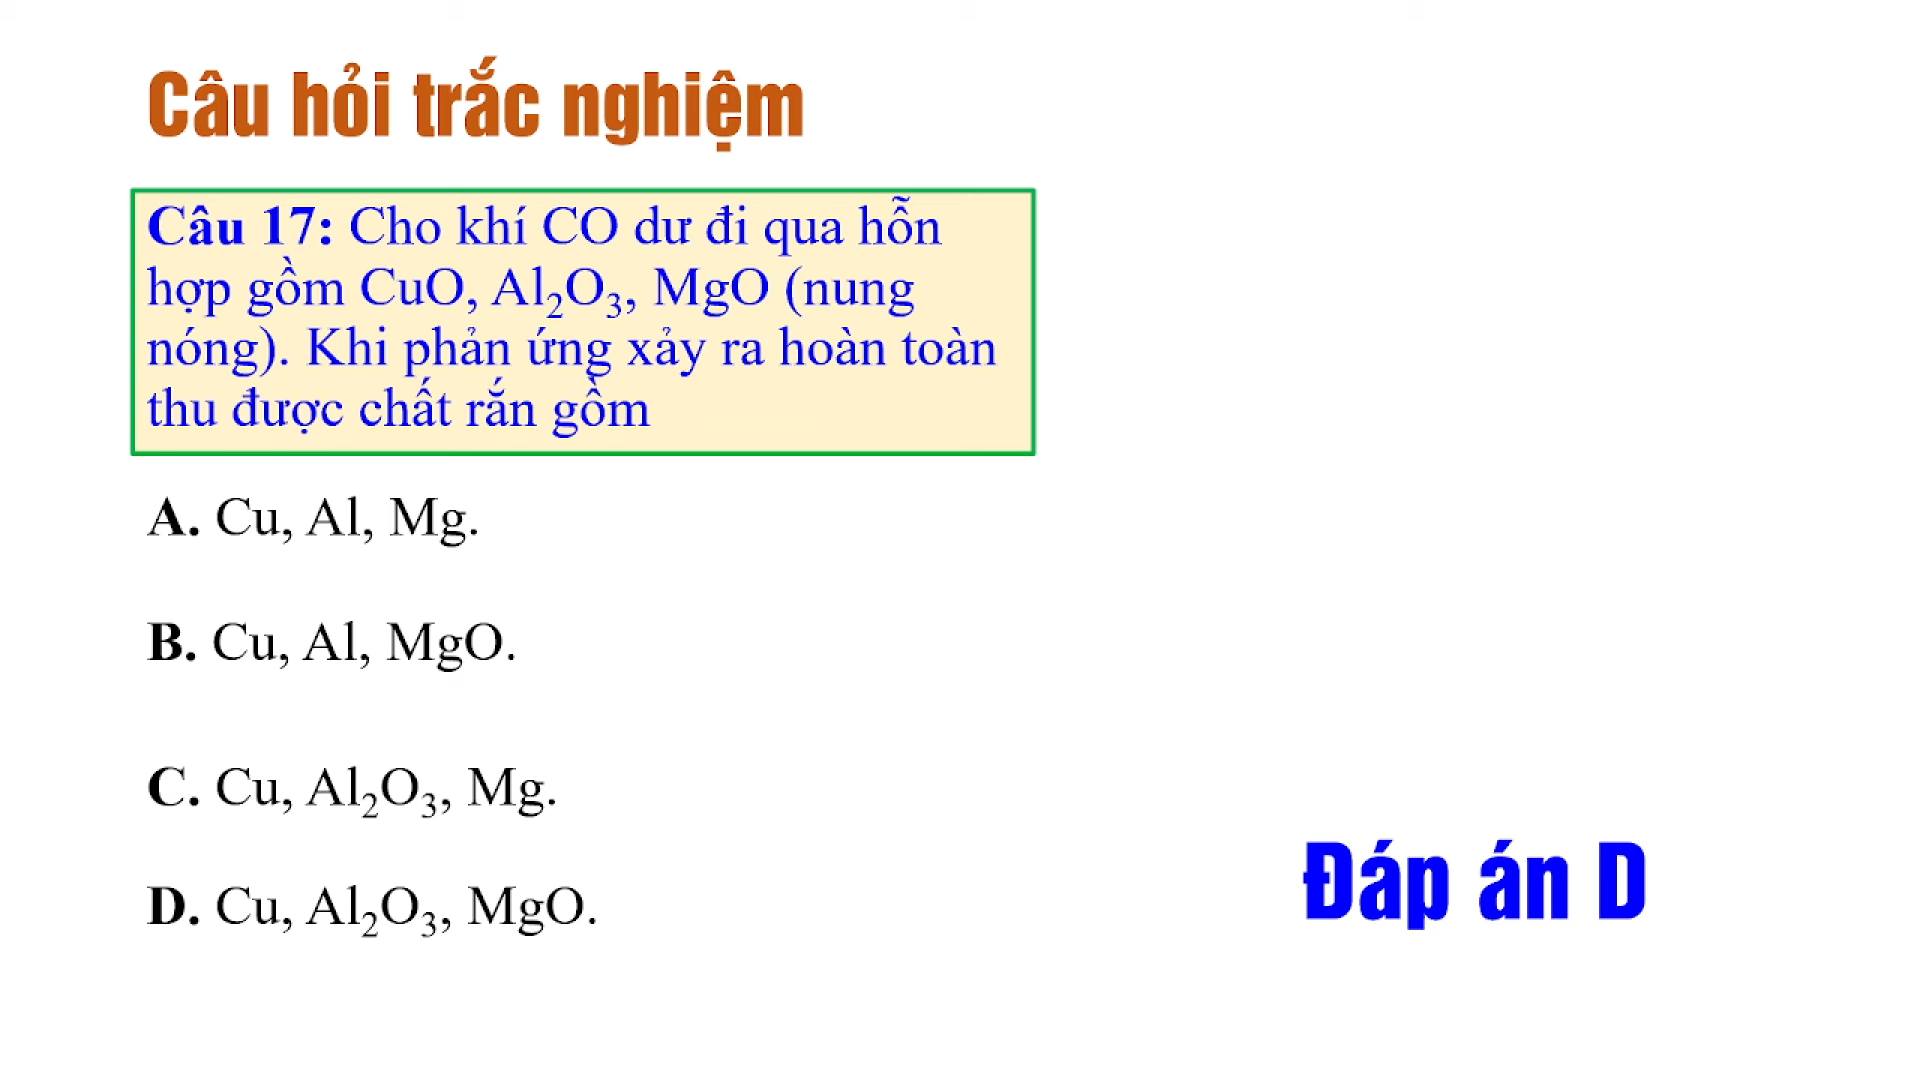 Câu hỏi trắc nghiệm
Câu 17: Cho khí CO dư đi qua hỗn
hợp gồm CuO, Al₂O₃, MgO (nung
nóng). Khi phản ứng xảy ra hoàn toàn
thu được chất rắn gồm
A. Cu, Al, Mg.
B. Cu, Al, MgO.
C. Cu, Al₂O₃, Mg.
D. Cu, Al₂O₃, MgO.
Đáp án D